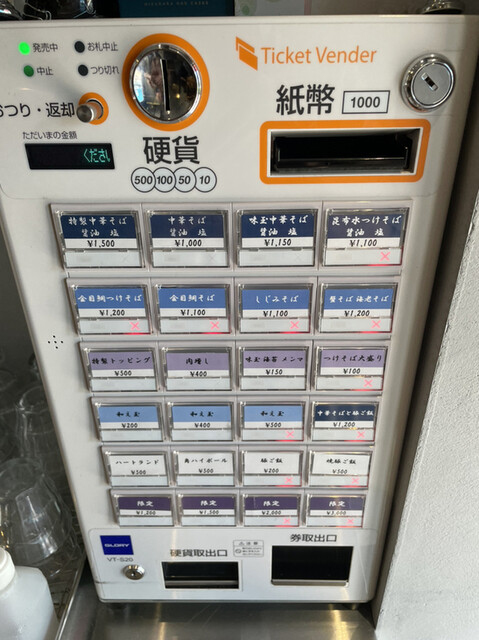 発売中
お札中止
中止
つり切れ
Ticket Vender
おつり・返却
ただいまの金額
くださ
硬貨
500 100 50 10
紙幣 1000
特製中華そば
醤油 塩
¥1,500
中華そば
醤油 塩
¥1,000
味玉中華そば
醤油 塩
¥1,150
昆布水つけそば
醤油 塩
¥1,100
金目鯛つけそば
¥1,200
金目鯛そば
¥1,100
しじみそば
¥1,100
蟹そば 海老そば
¥1,200
特製トッピング
¥500
肉増し
¥400
味玉 海苔 メンマ
¥150
つけそば大盛り
¥100
和え玉
¥200
和え玉
¥400
和え玉
¥500
中華そばと豚ご飯
¥1,200
ハートランド
¥500
角ハイボール
¥300
豚ご飯
¥200
焼豚ご飯
¥500
限定
限定
¥1,500
限定
¥2,000
限定
¥3,000
GLORY
VT-S20
硬貨取出口
券取出口